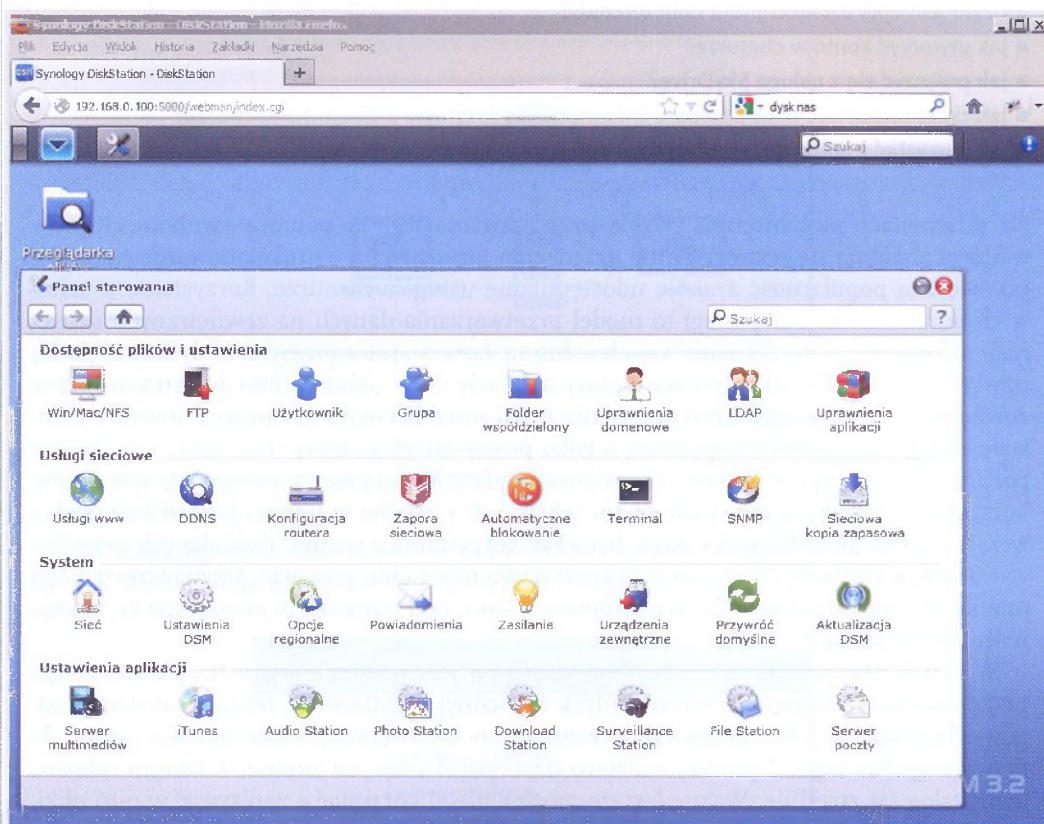 Synology DiskStation - DiskStation - Mozilla Firefox
Plik Edycja Widok Historia Zakładki Narzędzia Pomoc
Synology DiskStation - DiskStation
192.168.0.100:5000/webman/index.cgi
dysk nas
Szukaj
Przeglądarka
Panel sterowania
Szukaj
?
Dostępność plików i ustawienia
Win/Mac/NFS
FTP
Użytkownik
Grupa
Folder współdzielony
Uprawnienia domenowe
LDAP
Uprawnienia aplikacji
Usługi sieciowe
Usługi www
DDNS
Konfiguracja routera
Zapora sieciowa
Automatyczne blokowanie
Terminal
SNMP
Sieciowa kopia zapasowa
System
Sieć
Ustawienia DSM
Opcje regionalne
Powiadomienia
Zasilanie
Urządzenia zewnętrzne
Przywróć domyślne
Aktualizacja DSM
Ustawienia aplikacji
Serwer multimediów
iTunes
Audio Station
Photo Station
Download Station
Surveillance Station
File Station
Serwer poczty
M 3.2